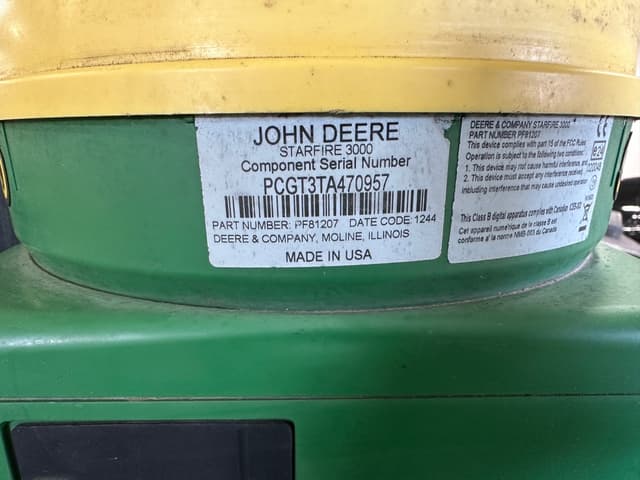 JOHN DEERE
STARFIRE 3000
Component Serial Number
PCGT3TA470957
PART NUMBER: PF81207 DATE CODE: 1244
DEERE & COMPANY, MOLINE, ILLINOIS
MADE IN USA
DEERE & COMPANY STARFIRE 3000
PART NUMBER PF81207
This device complies with part 15 of the FCC Rules
Operation is subject to the following two conditions:
1. This device may not cause harmful interference, and
2. This device must accept any interference received,
including interference that may cause undesired operation
This Class B digital apparatus complies with Canadian
Cet appareil numérique de la classe B est
conforme à la norme NMB-003 du Canada
CE
e24